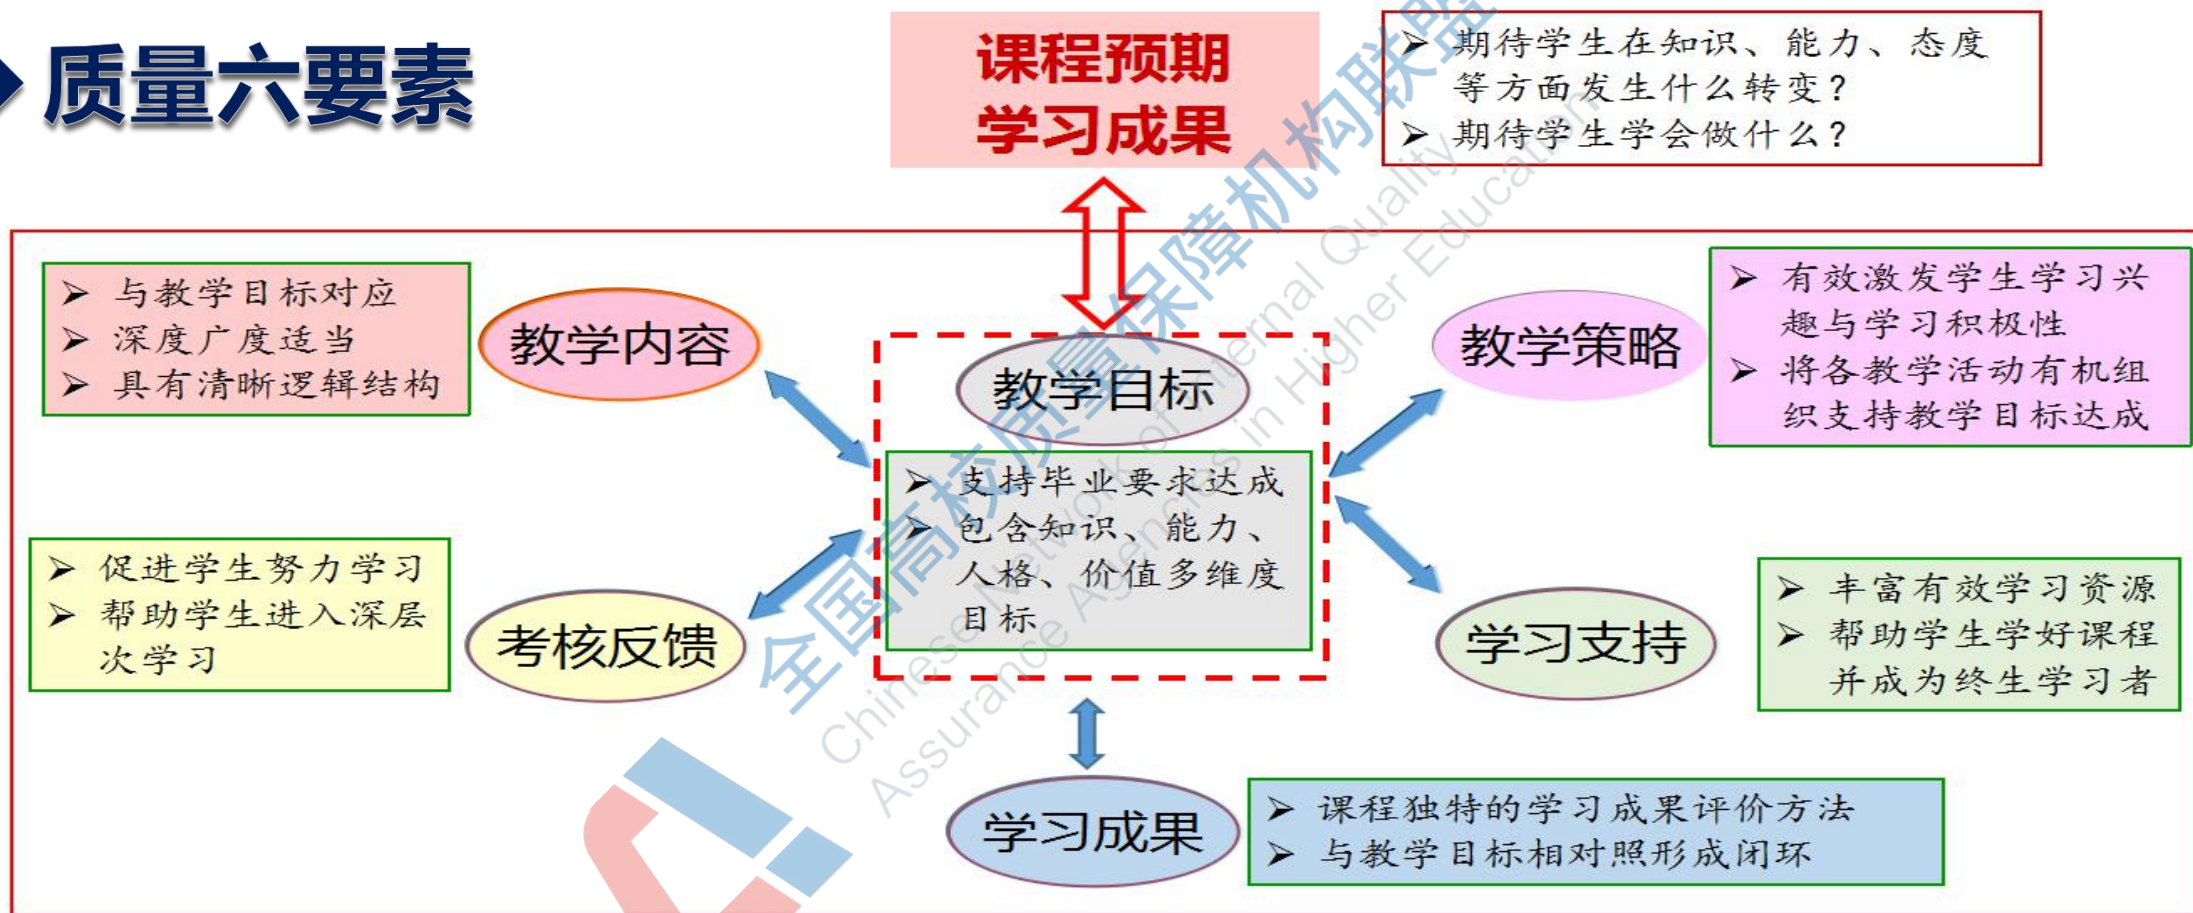 质量六要素
课程预期
学习成果
➢ 期待学生在知识、能力、态度
等方面发生什么转变？
➢ 期待学生学会做什么？
➢ 与教学目标对应
➢ 深度广度适当
➢ 具有清晰逻辑结构
教学内容
教学目标
➢ 支持毕业要求达成
➢ 包含知识、能力、
人格、价值多维度
目标
教学策略
➢ 有效激发学生学习兴
趣与学习积极性
➢ 将各教学活动有机组
织支持教学目标达成
➢ 促进学生努力学习
➢ 帮助学生进入深层
次学习
考核反馈
学习支持
➢ 丰富有效学习资源
➢ 帮助学生学好课程
并成为终生学习者
学习成果
➢ 课程独特的学习成果评价方法
➢ 与教学目标相对照形成闭环
全国高校质量保障机构联盟
Chinese Network of Internal Quality
Assurance Agencies in Higher Education